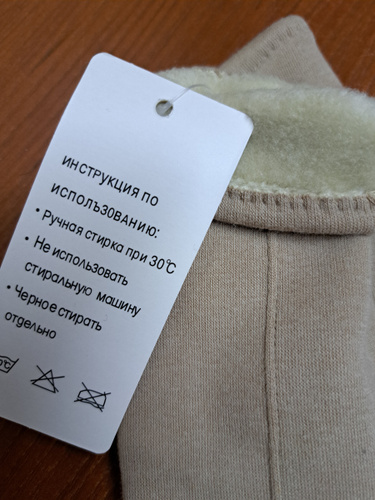 ИНСТРУКЦИЯ ПО
ИСПОЛЬЗОВАНИЮ:
• Ручная стирка при 30℃
• Не использовать
стиральную машину
• Черное стирать
отдельно